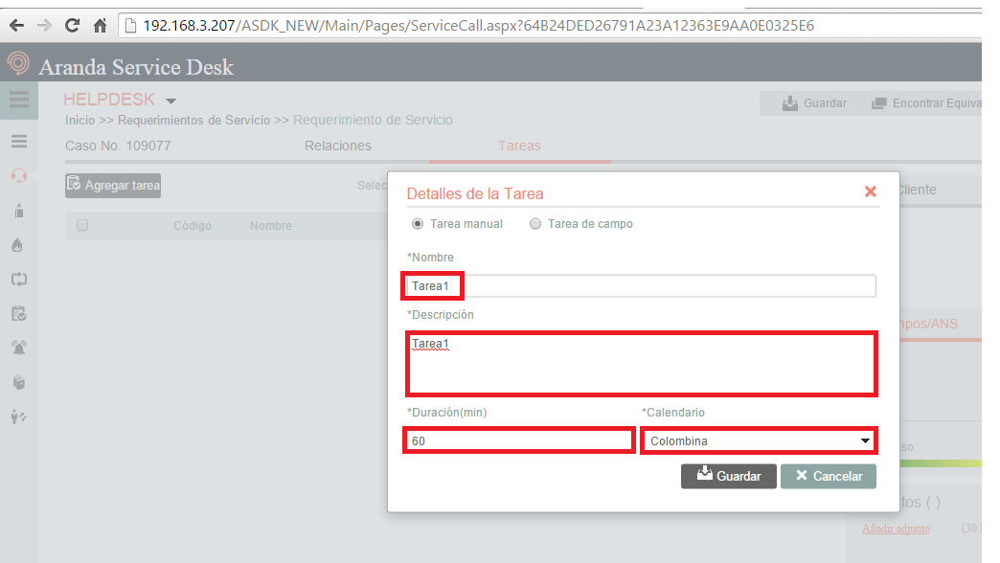 192.168.3.207/ASDK_NEW/Main/Pages/ServiceCall.aspx?64B24DED26791A23A12363E9AA0E0325E6
Aranda Service Desk
HELPDESK
Guardar
Encontrar Equiva
Inicio >> Requerimientos de Servicio >> Requerimiento de Servicio
Caso No. 109077
Relaciones
Tareas
Agregar tarea
Selec
Cliente
Còdigo
Nombre
Detalles de la Tarea
Tarea manual
Tarea de campo
*Nombre
Tarea1
*Descripción
Tarea1
mpos/ANS
*Duración(min)
*Calendario
60
Colombina
so
Guardar
Cancelar
tos ( )
Añadir adjunto
(30